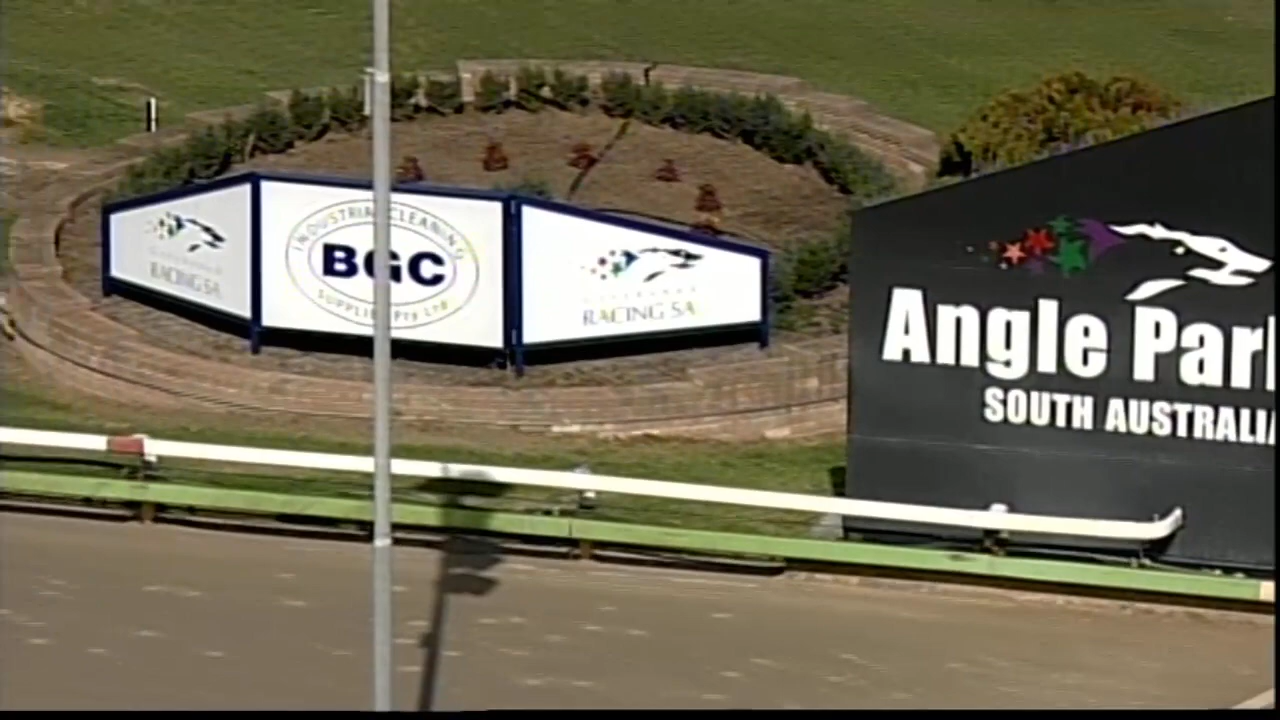 RACING SA
INDUSTRIAL CLEANING
BGC
SUPPLIES Pty Ltd
RACING SA
Angle Par
SOUTH AUSTRALIA